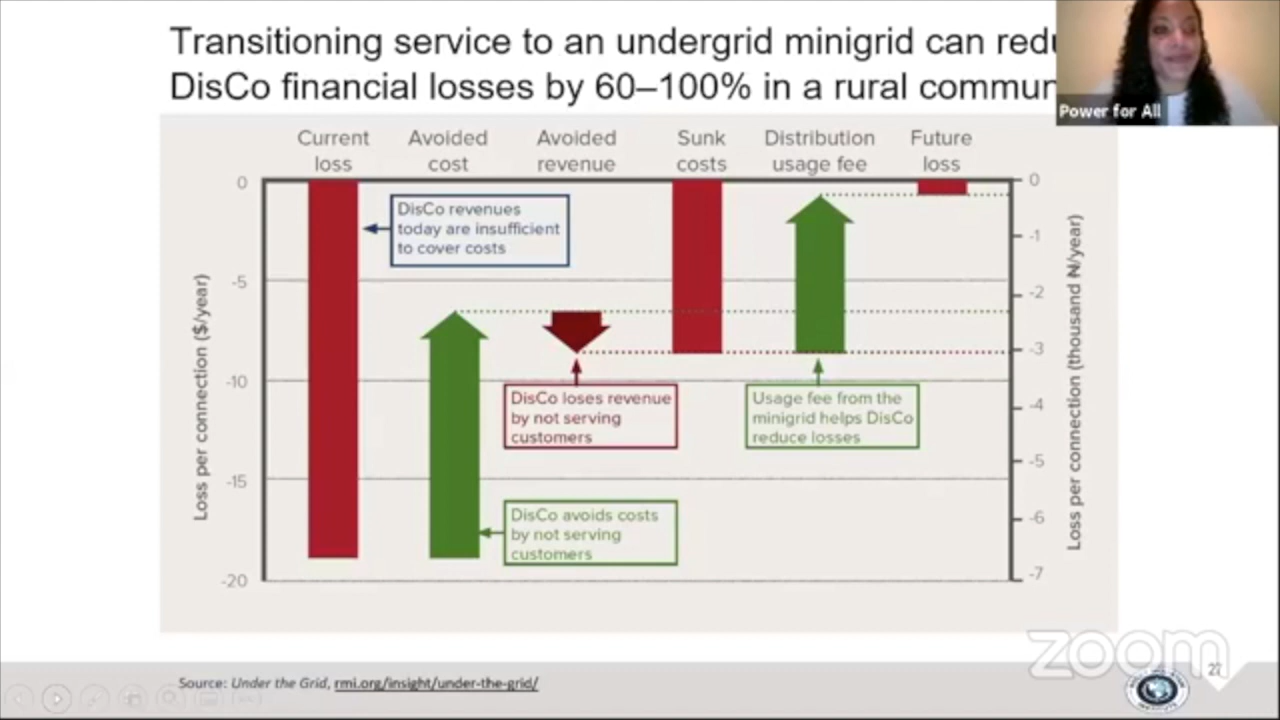 Transitioning service to an undergrid minigrid can redu
DisCo financial losses by 60–100% in a rural commun
Power for All
Current loss
Avoided cost
Avoided revenue
Sunk costs
Distribution usage fee
Future loss
0
-5
-10
-15
-20
Loss per connection ($/year)
DisCo revenues
today are insufficient
to cover costs
DisCo loses revenue
by not serving
customers
DisCo avoids costs
by not serving
customers
Usage fee from the
minigrid helps DisCo
reduce losses
0
-1
-2
-3
-4
-5
-6
-7
Loss per connection (thousand ₦/year)
zoom
Source: Under the Grid, rmi.org/insight/under-the-grid/
27